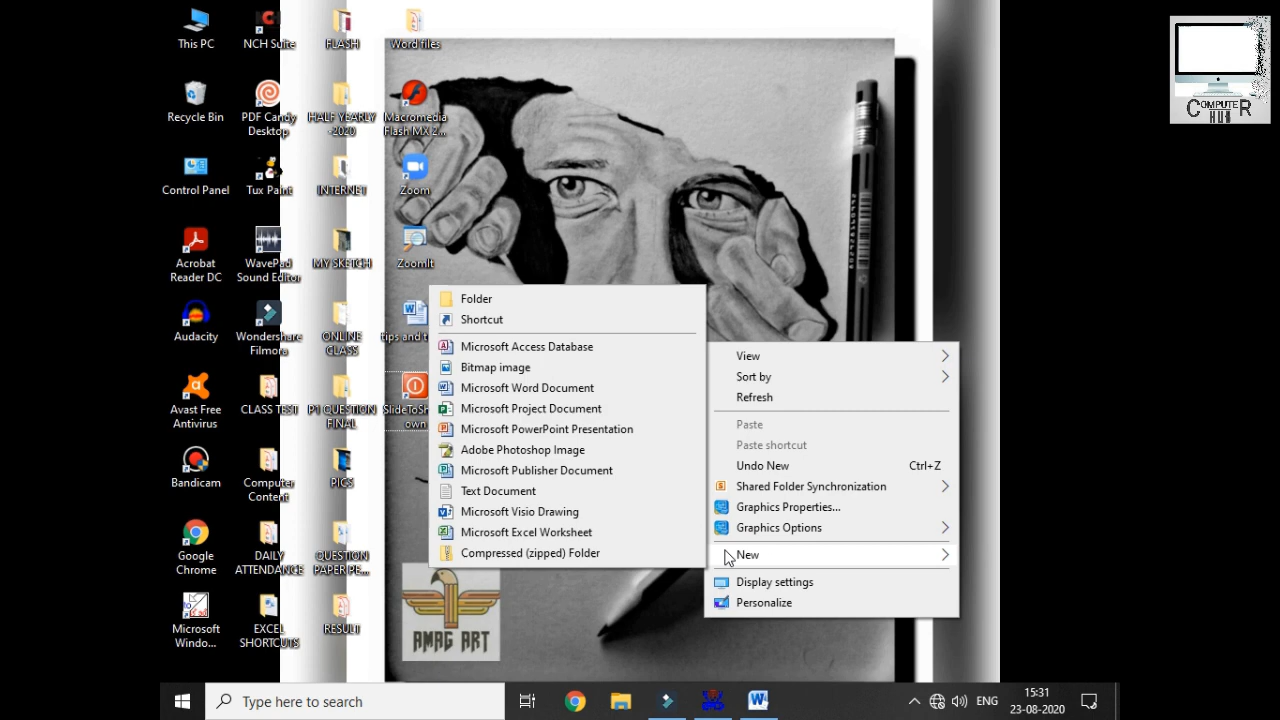 This PC
NCH Suite
FLASH
Word files
Recycle Bin
PDF Candy
Desktop
HALF YEARLY
-2020
Macromedia
Flash MX 2...
Control Panel
Tux Paint
INTERNET
Zoom
Acrobat
Reader DC
WavePad
Sound Editor
MY SKETCH
ZoomIt
Audacity
Wondershare
Filmora
ONLINE
CLASS
tips and t
Avast Free
Antivirus
CLASS TEST
P1 QUESTION
FINAL
SlideToSh
own
Bandicam
Computer
Content
PICS
Google
Chrome
DAILY
ATTENDANCE
QUESTION
PAPER PE...
Microsoft
Windo...
EXCEL
SHORTCUTS
RESULT
Folder
Shortcut
Microsoft Access Database
Bitmap image
Microsoft Word Document
Microsoft Project Document
Microsoft PowerPoint Presentation
Adobe Photoshop Image
Microsoft Publisher Document
Text Document
Microsoft Visio Drawing
Microsoft Excel Worksheet
Compressed (zipped) Folder
View
Sort by
Refresh
Paste
Paste shortcut
Undo New Ctrl+Z
Shared Folder Synchronization
Graphics Properties...
Graphics Options
New
Display settings
Personalize
AMAG ART
COMPUTER
HUB
Type here to search
ENG
15:31
23-08-2020